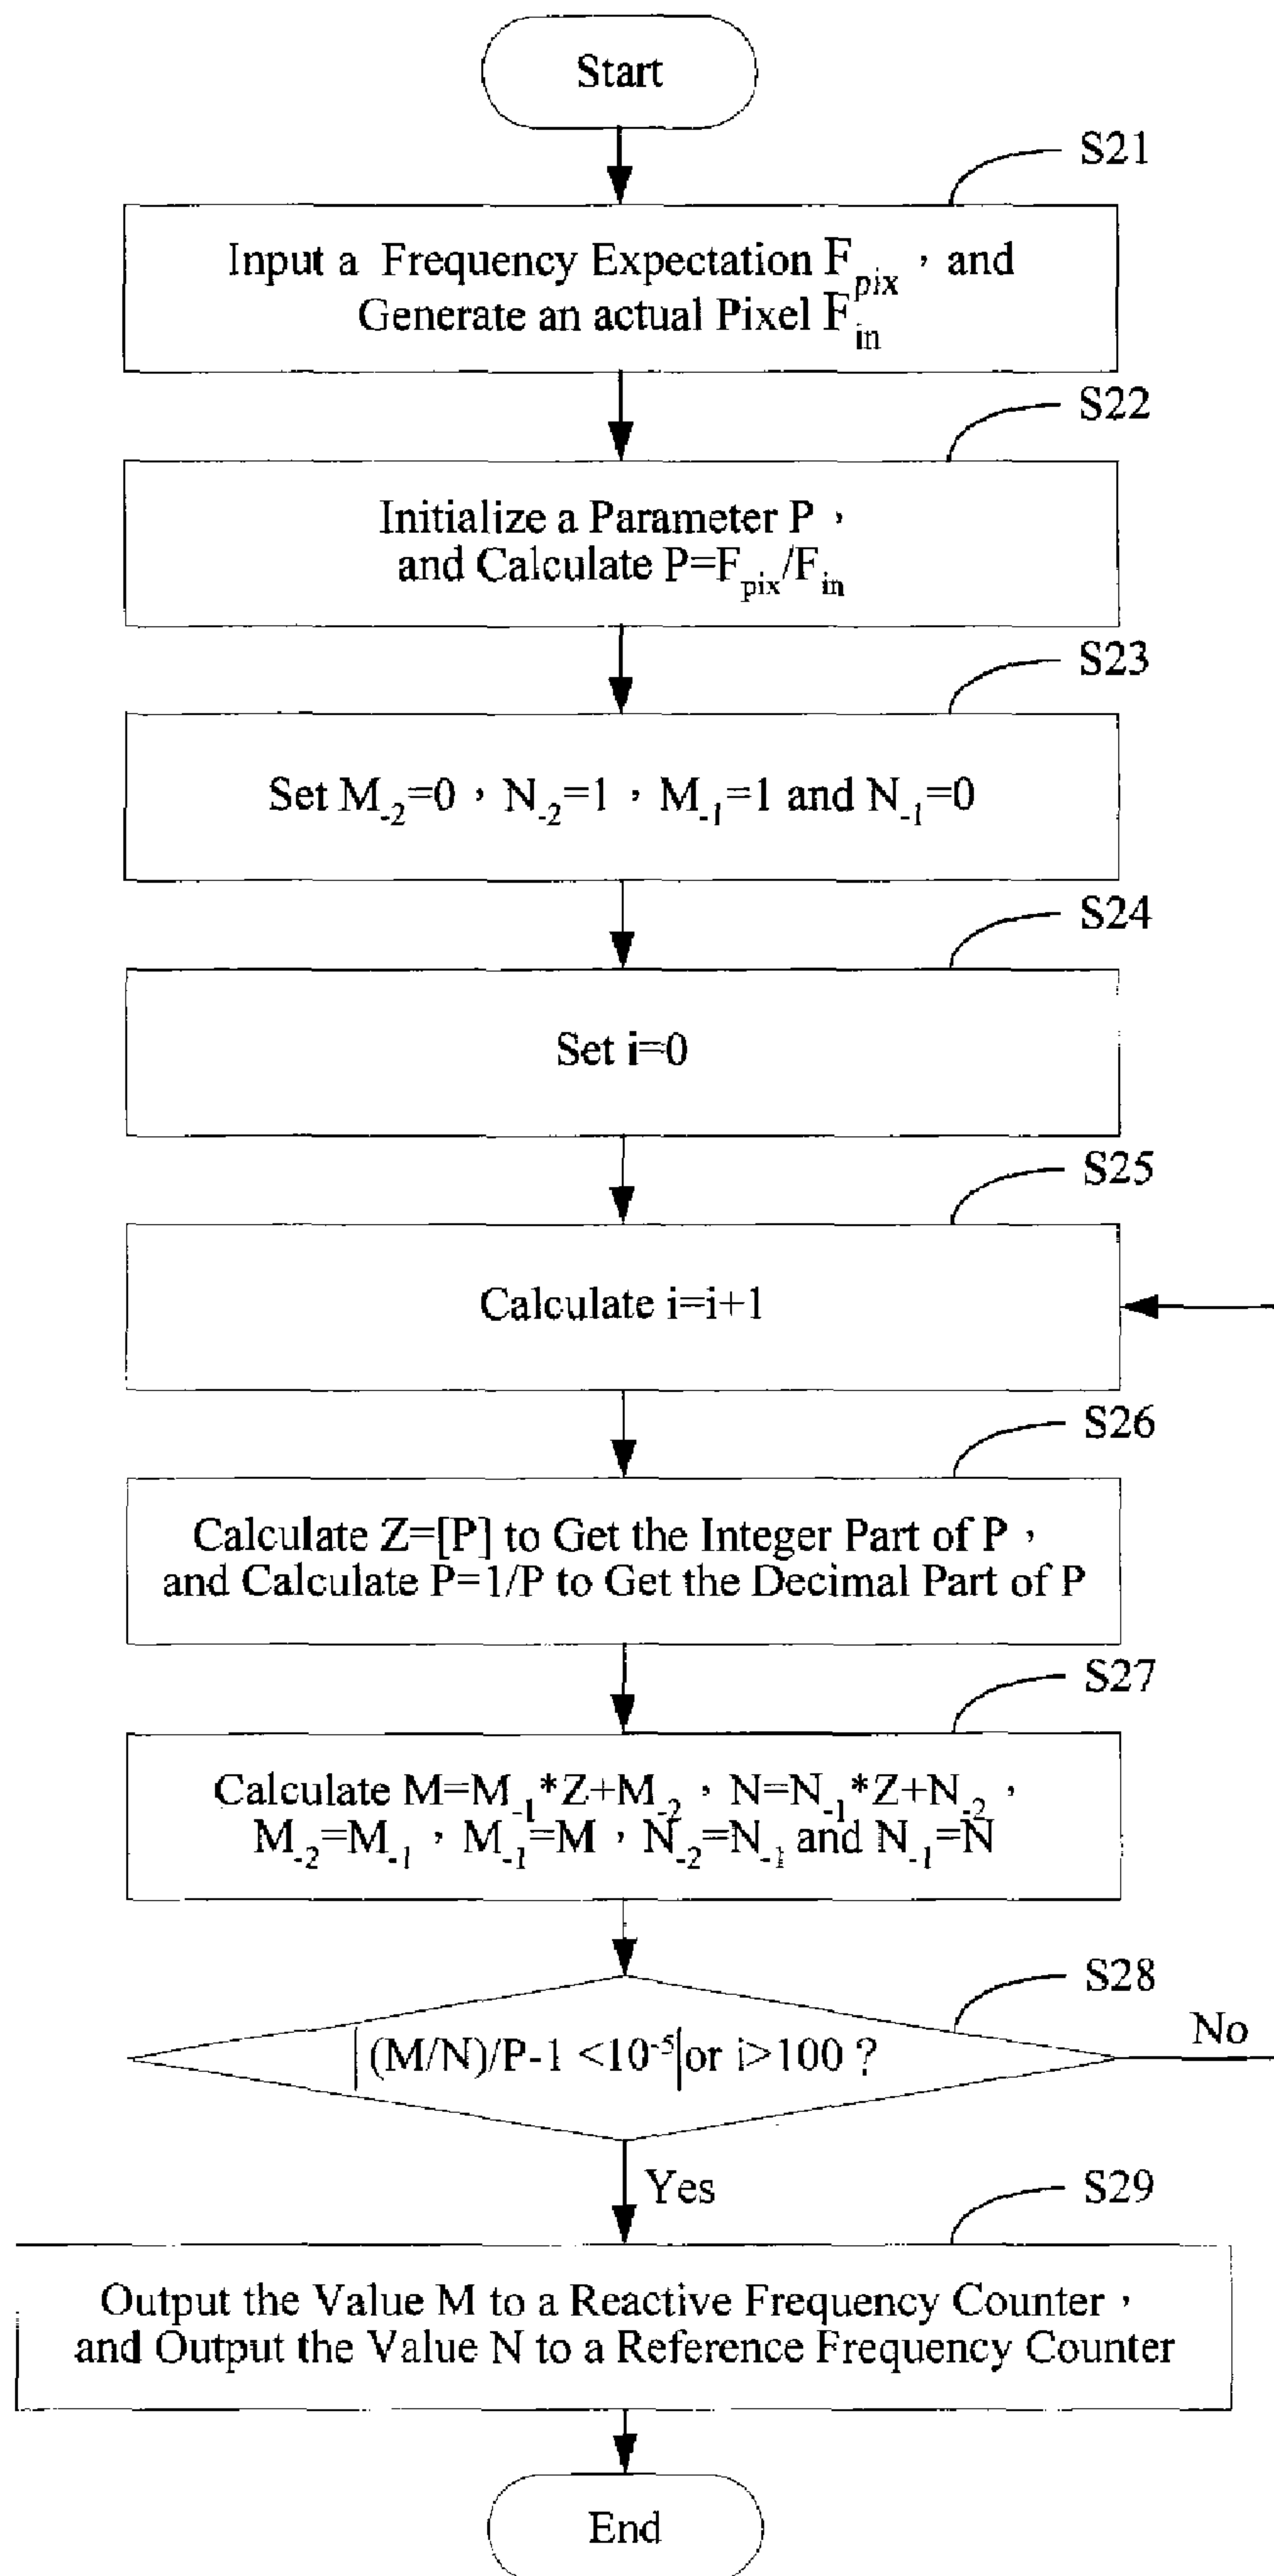 Start
S21
Input a Frequency Expectation F_pix，and
Generate an actual Pixel F_in
S22
Initialize a Parameter P，
and Calculate P=F_pix/F_in
S23
Set M_-2=0，N_-2=1，M_-1=1 and N_-1=0
S24
Set i=0
S25
Calculate i=i+1
S26
Calculate Z=[P] to Get the Integer Part of P，
and Calculate P=1/P to Get the Decimal Part of P
S27
Calculate M=M_-1*Z+M_-2，N=N_-1*Z+N_-2，
M_-2=M_-1，M_-1=M，N_-2=N_-1 and N_-1=N
S28
|(M/N)/P-1 <10^-5|or i>100 ?
No
Yes
S29
Output the Value M to a Reactive Frequency Counter，
and Output the Value N to a Reference Frequency Counter
End